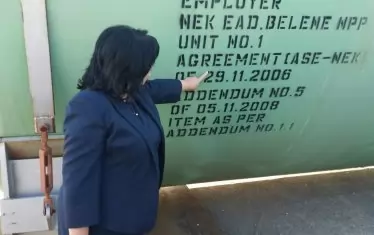 EMPLOYER
NEK EAD, BELENE NPP
UNIT NO.1
AGREEMENT(ASE-NEK)
OF 29.11.2006
ADDENDUM NO.5
OF 05.11.2008
ITEM AS PER
ADDENDUM NO.11